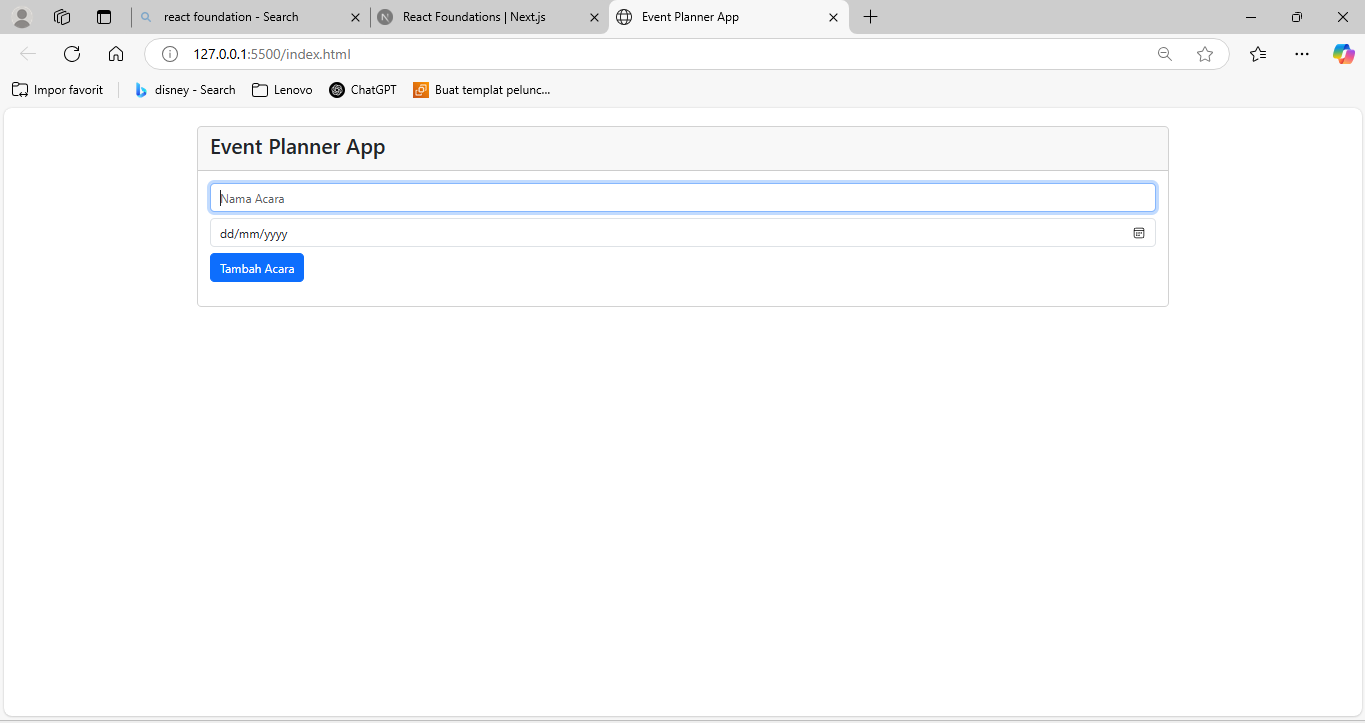 react foundation - Search
React Foundations | Next.js
Event Planner App
127.0.0.1:5500/index.html
Impor favorit
disney - Search
Lenovo
ChatGPT
Buat templat pelunc...
Event Planner App
Nama Acara
dd/mm/yyyy
Tambah Acara